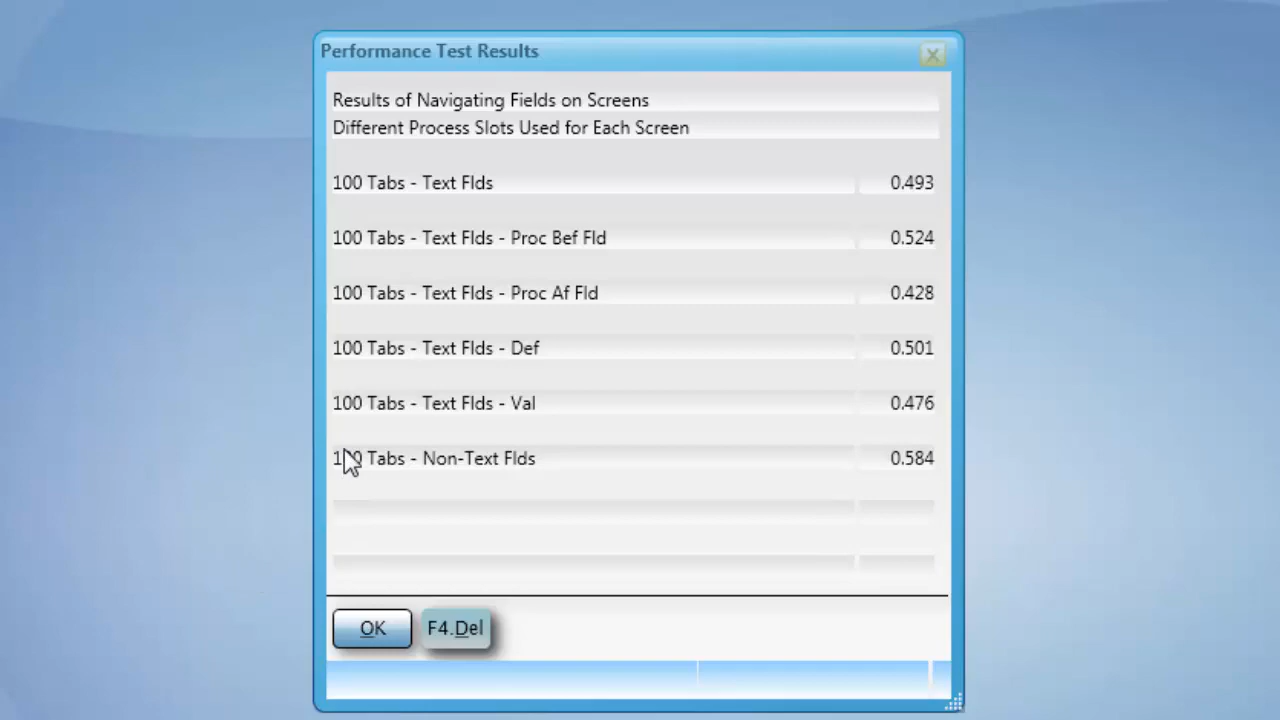 Performance Test Results
Results of Navigating Fields on Screens
Different Process Slots Used for Each Screen
100 Tabs - Text Flds 0.493
100 Tabs - Text Flds - Proc Bef Fld 0.524
100 Tabs - Text Flds - Proc Af Fld 0.428
100 Tabs - Text Flds - Def 0.501
100 Tabs - Text Flds - Val 0.476
100 Tabs - Non-Text Flds 0.584
OK F4.Del